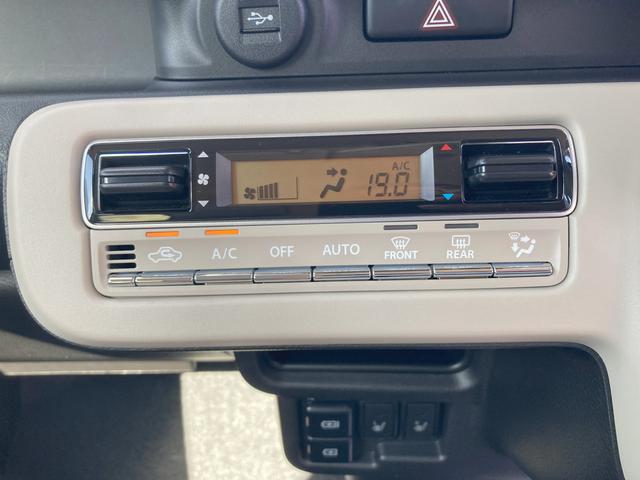 A/C
19.0
A/C OFF AUTO FRONT REAR